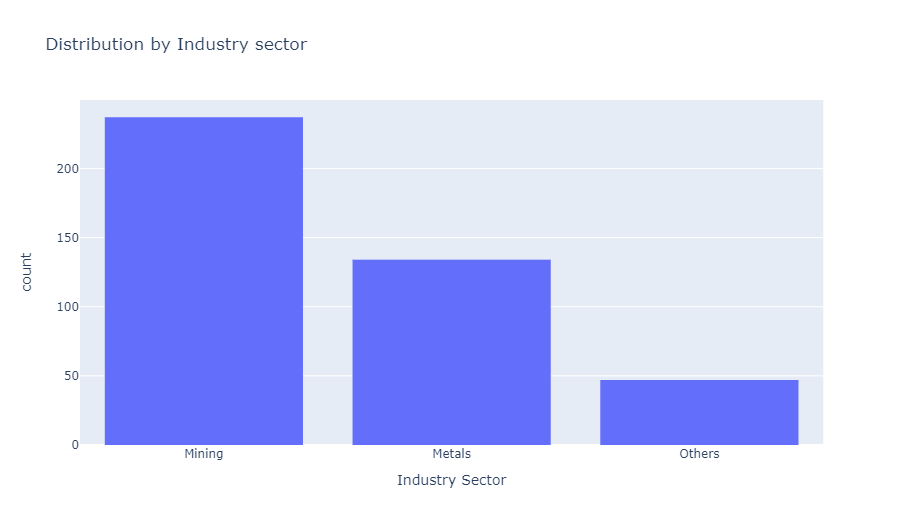 Distribution by Industry sector
count
200
150
100
50
0
Mining
Metals
Others
Industry Sector